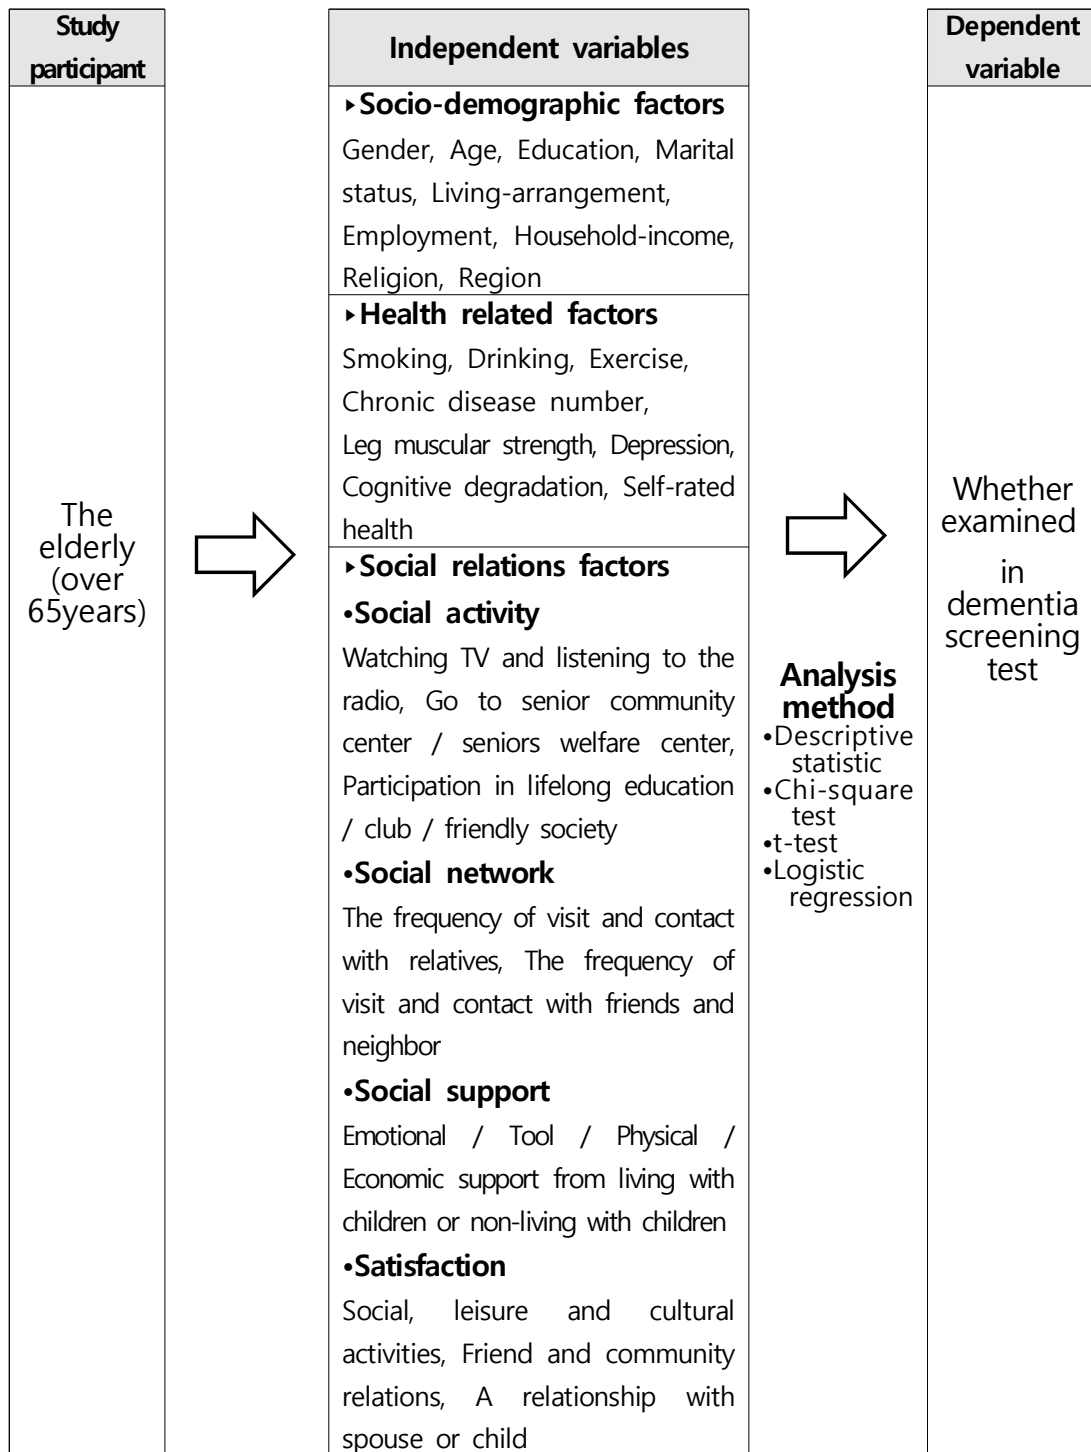 Study
participant
The
elderly
(over
65years)
Independent variables
▸Socio-demographic factors
Gender, Age, Education, Marital
status, Living-arrangement,
Employment, Household-income,
Religion, Region
▸Health related factors
Smoking, Drinking, Exercise,
Chronic disease number,
Leg muscular strength, Depression,
Cognitive degradation, Self-rated
health
▸Social relations factors
•Social activity
Watching TV and listening to the
radio, Go to senior community
center / seniors welfare center,
Participation in lifelong education
/ club / friendly society
•Social network
The frequency of visit and contact
with relatives, The frequency of
visit and contact with friends and
neighbor
•Social support
Emotional / Tool / Physical /
Economic support from living with
children or non-living with children
•Satisfaction
Social, leisure and cultural
activities, Friend and community
relations, A relationship with
spouse or child
Analysis
method
•Descriptive
statistic
•Chi-square
test
•t-test
•Logistic
regression
Dependent
variable
Whether
examined
in
dementia
screening
test